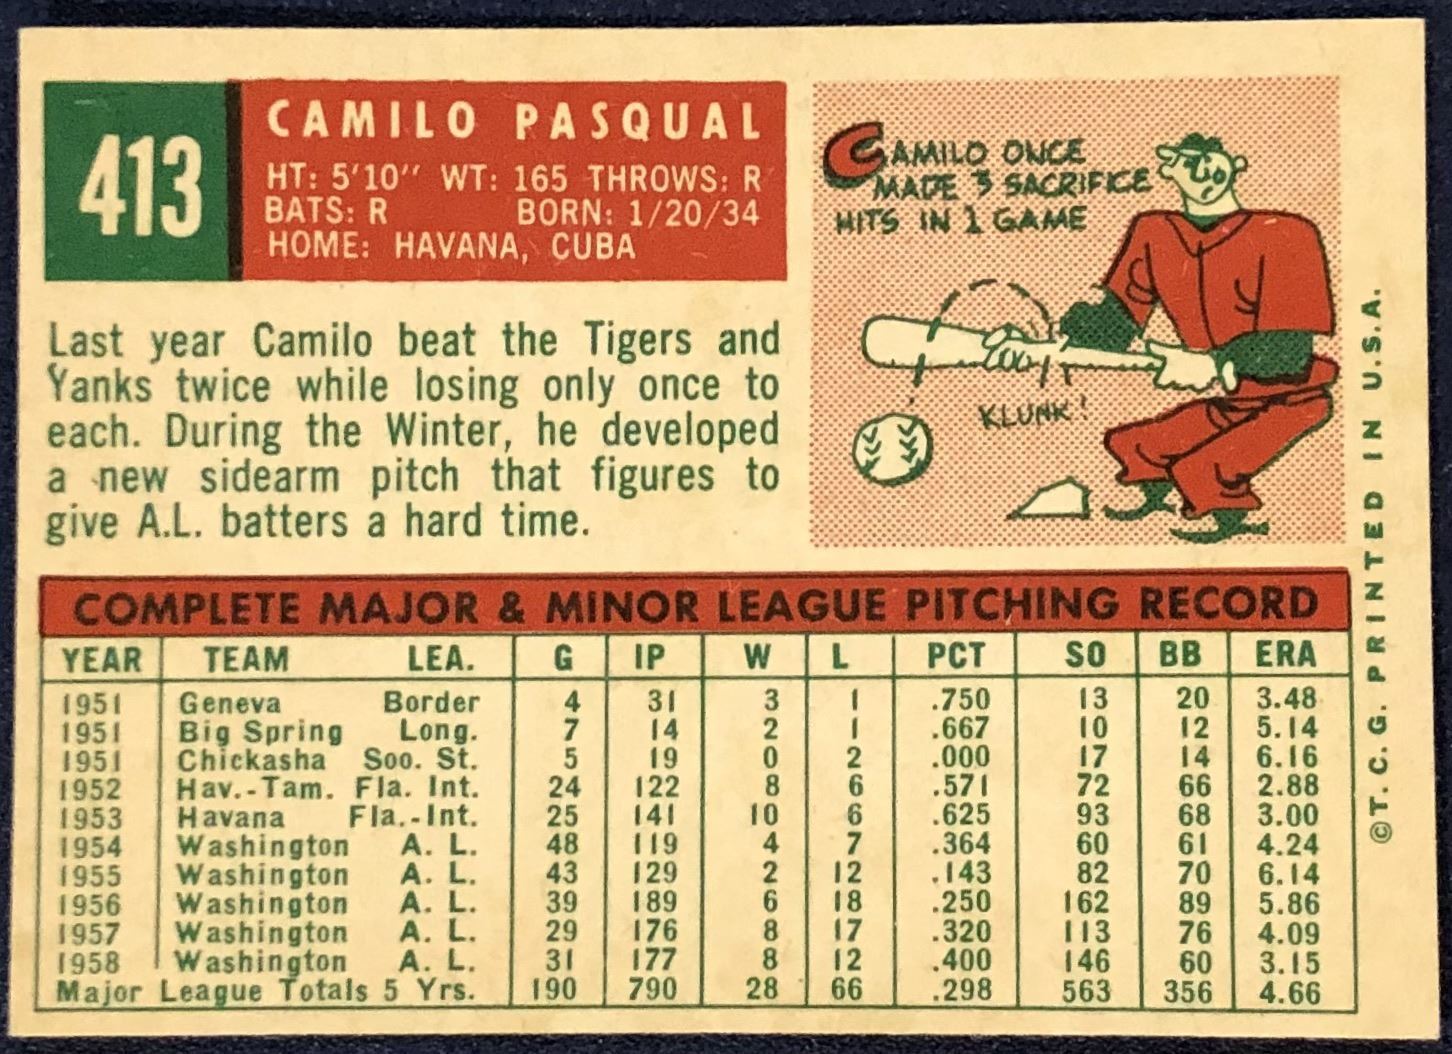 413
CAMILO PASQUAL
HT: 5'10" WT: 165 THROWS: R
BATS: R BORN: 1/20/34
HOME: HAVANA, CUBA
CAMILO ONCE
MADE 3 SACRIFICE
HITS IN 1 GAME
KLUNK!
Last year Camilo beat the Tigers and
Yanks twice while losing only once to
each. During the Winter, he developed
a new sidearm pitch that figures to
give A.L. batters a hard time.
COMPLETE MAJOR & MINOR LEAGUE PITCHING RECORD
YEAR TEAM LEA. G IP W L PCT SO BB ERA
1951 Geneva Border 4 31 3 1 .750 13 20 3.48
1951 Big Spring Long. 7 14 2 1 .667 10 12 5.14
1951 Chickasha Soo. St. 5 19 0 2 .000 17 14 6.16
1952 Hav.-Tam. Fla. Int. 24 122 8 6 .571 72 66 2.88
1953 Havana Fla.-Int. 25 141 10 6 .625 93 68 3.00
1954 Washington A. L. 48 119 4 7 .364 60 61 4.24
1955 Washington A. L. 43 129 2 12 .143 82 70 6.14
1956 Washington A. L. 39 189 6 18 .250 162 89 5.86
1957 Washington A. L. 29 176 8 17 .320 113 76 4.09
1958 Washington A. L. 31 177 8 12 .400 146 60 3.15
Major League Totals 5 Yrs. 190 790 28 66 .298 563 356 4.66
©T.C.G. PRINTED IN U.S.A.